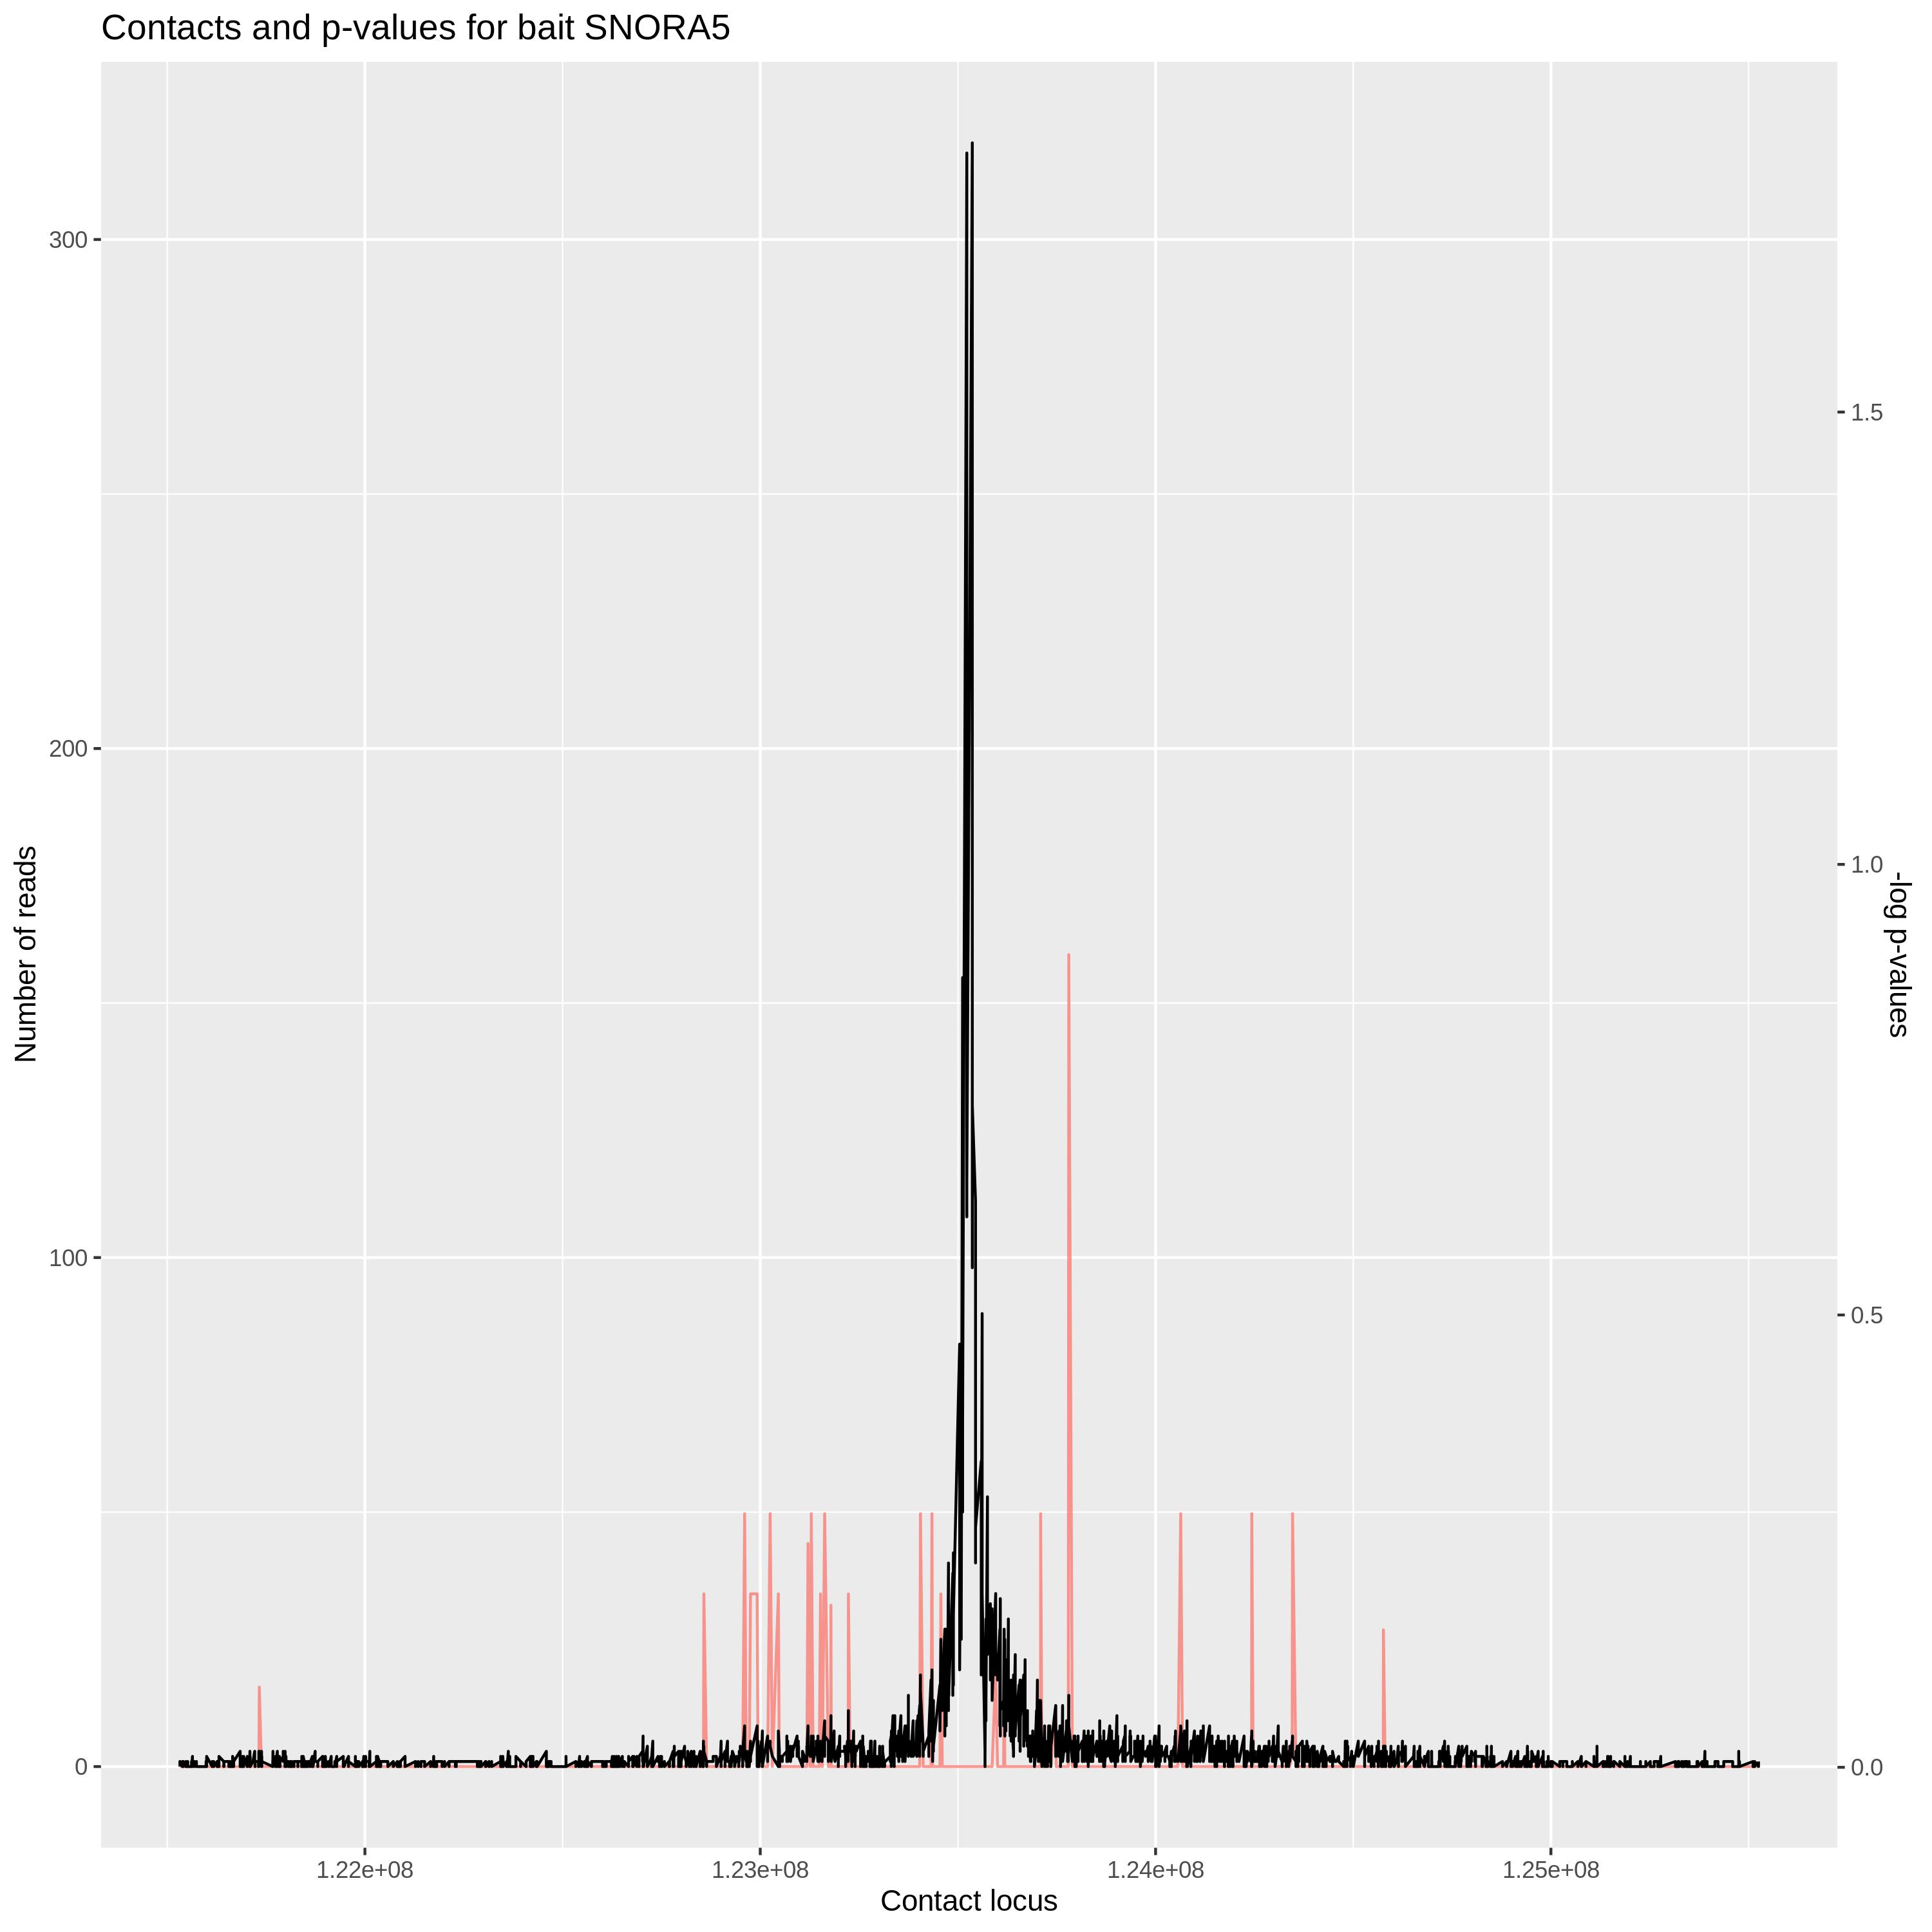 Contacts and p-values for bait SNORA5
300
200
100
0
Number of reads
1.5
1.0
0.5
0.0
-log p-values
1.22e+08
1.23e+08
1.24e+08
1.25e+08
Contact locus